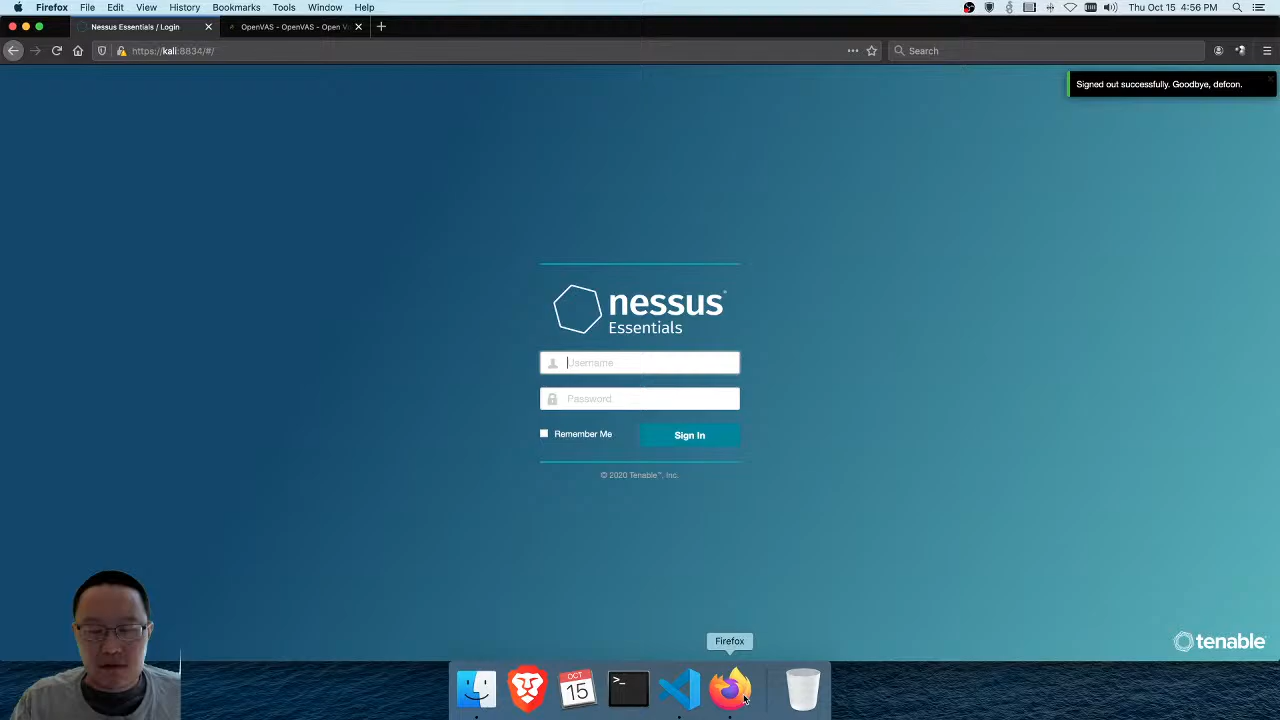 Firefox File Edit View History Bookmarks Tools Window Help Thu Oct 15 4:56 PM
Nessus Essentials / Login OpenVAS - OpenVAS - Open V
https://kali:8834/#/ Search
Signed out successfully. Goodbye, defcon.
nessus
Essentials
Username
Password
Remember Me Sign In
© 2020 Tenable™, Inc.
tenable
Firefox
OCT
15
>_